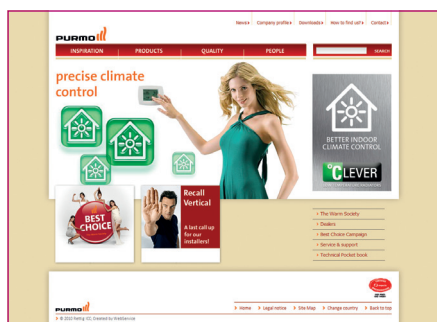 News Company profile Downloads How to find us? Contact
PURMO
INSPIRATION PRODUCTS QUALITY PEOPLE SEARCH
precise climate
control
BETTER INDOOR
CLIMATE CONTROL
°CLEVER
BEST
CHOICE
Recall
Vertical
A last call up
for our
installers!
> The Warm Society
> Dealers
> Best Choice Campaign
> Service & support
> Technical Pocket book
PURMO
> Home > Legal notice > Site Map > Change country > Back to top